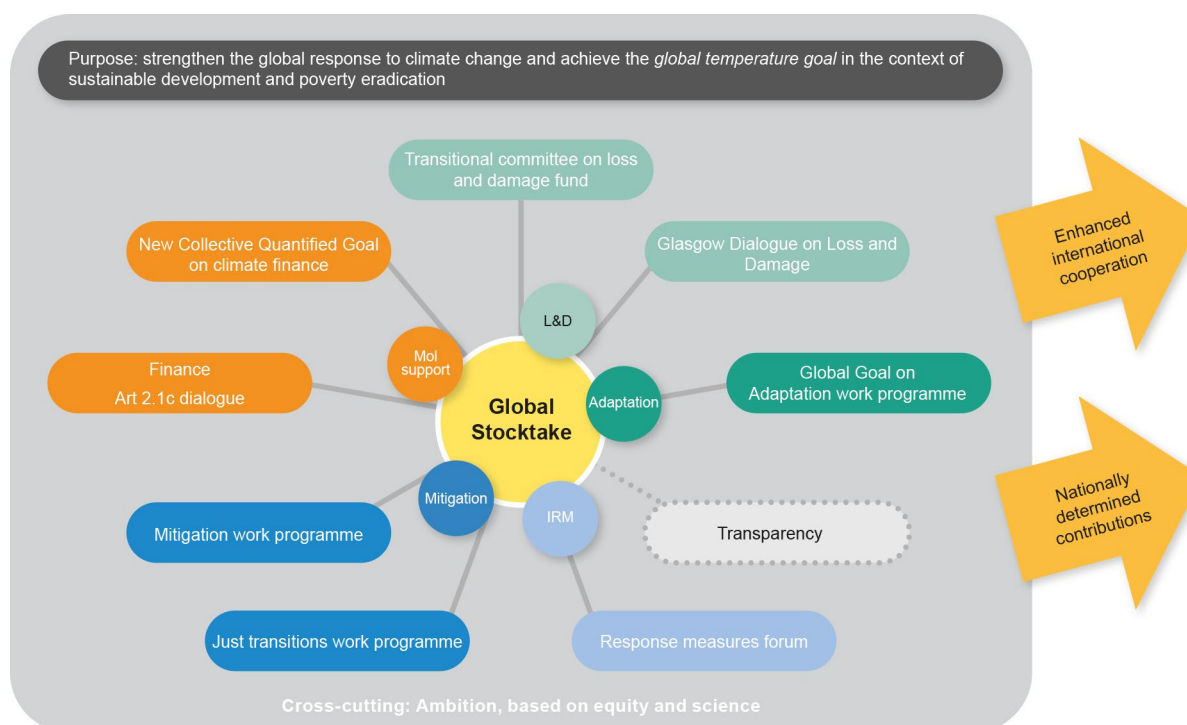 Purpose: strengthen the global response to climate change and achieve the global temperature goal in the context of
sustainable development and poverty eradication
Transitional committee on loss
and damage fund
New Collective Quantified Goal
on climate finance
Glasgow Dialogue on Loss and
Damage
Enhanced
international
cooperation
L&D
MoI
support
Finance
Art 2.1c dialogue
Global
Stocktake
Adaptation
Global Goal on
Adaptation work programme
Mitigation
IRM
Mitigation work programme
Transparency
Nationally
determined
contributions
Just transitions work programme
Response measures forum
Cross-cutting: Ambition, based on equity and science